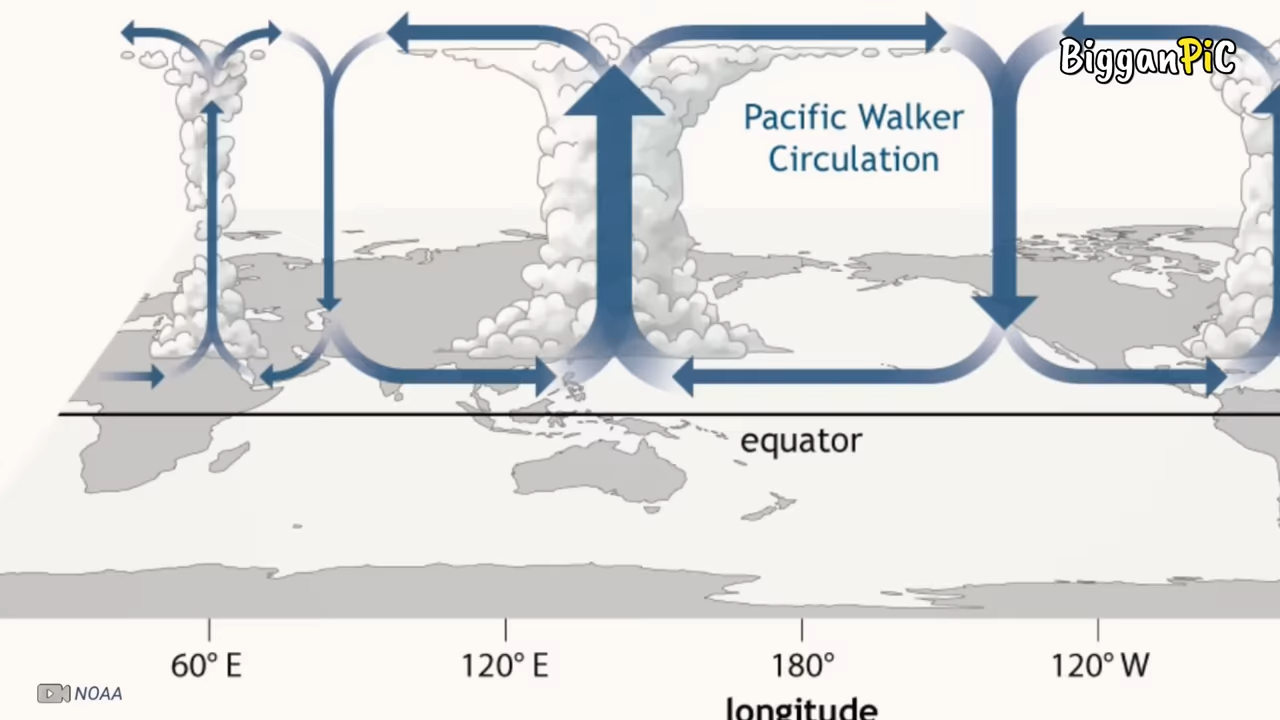 BigganPiC
Pacific Walker
Circulation
equator
60° E
120° E
180°
120° W
NOAA
longitude